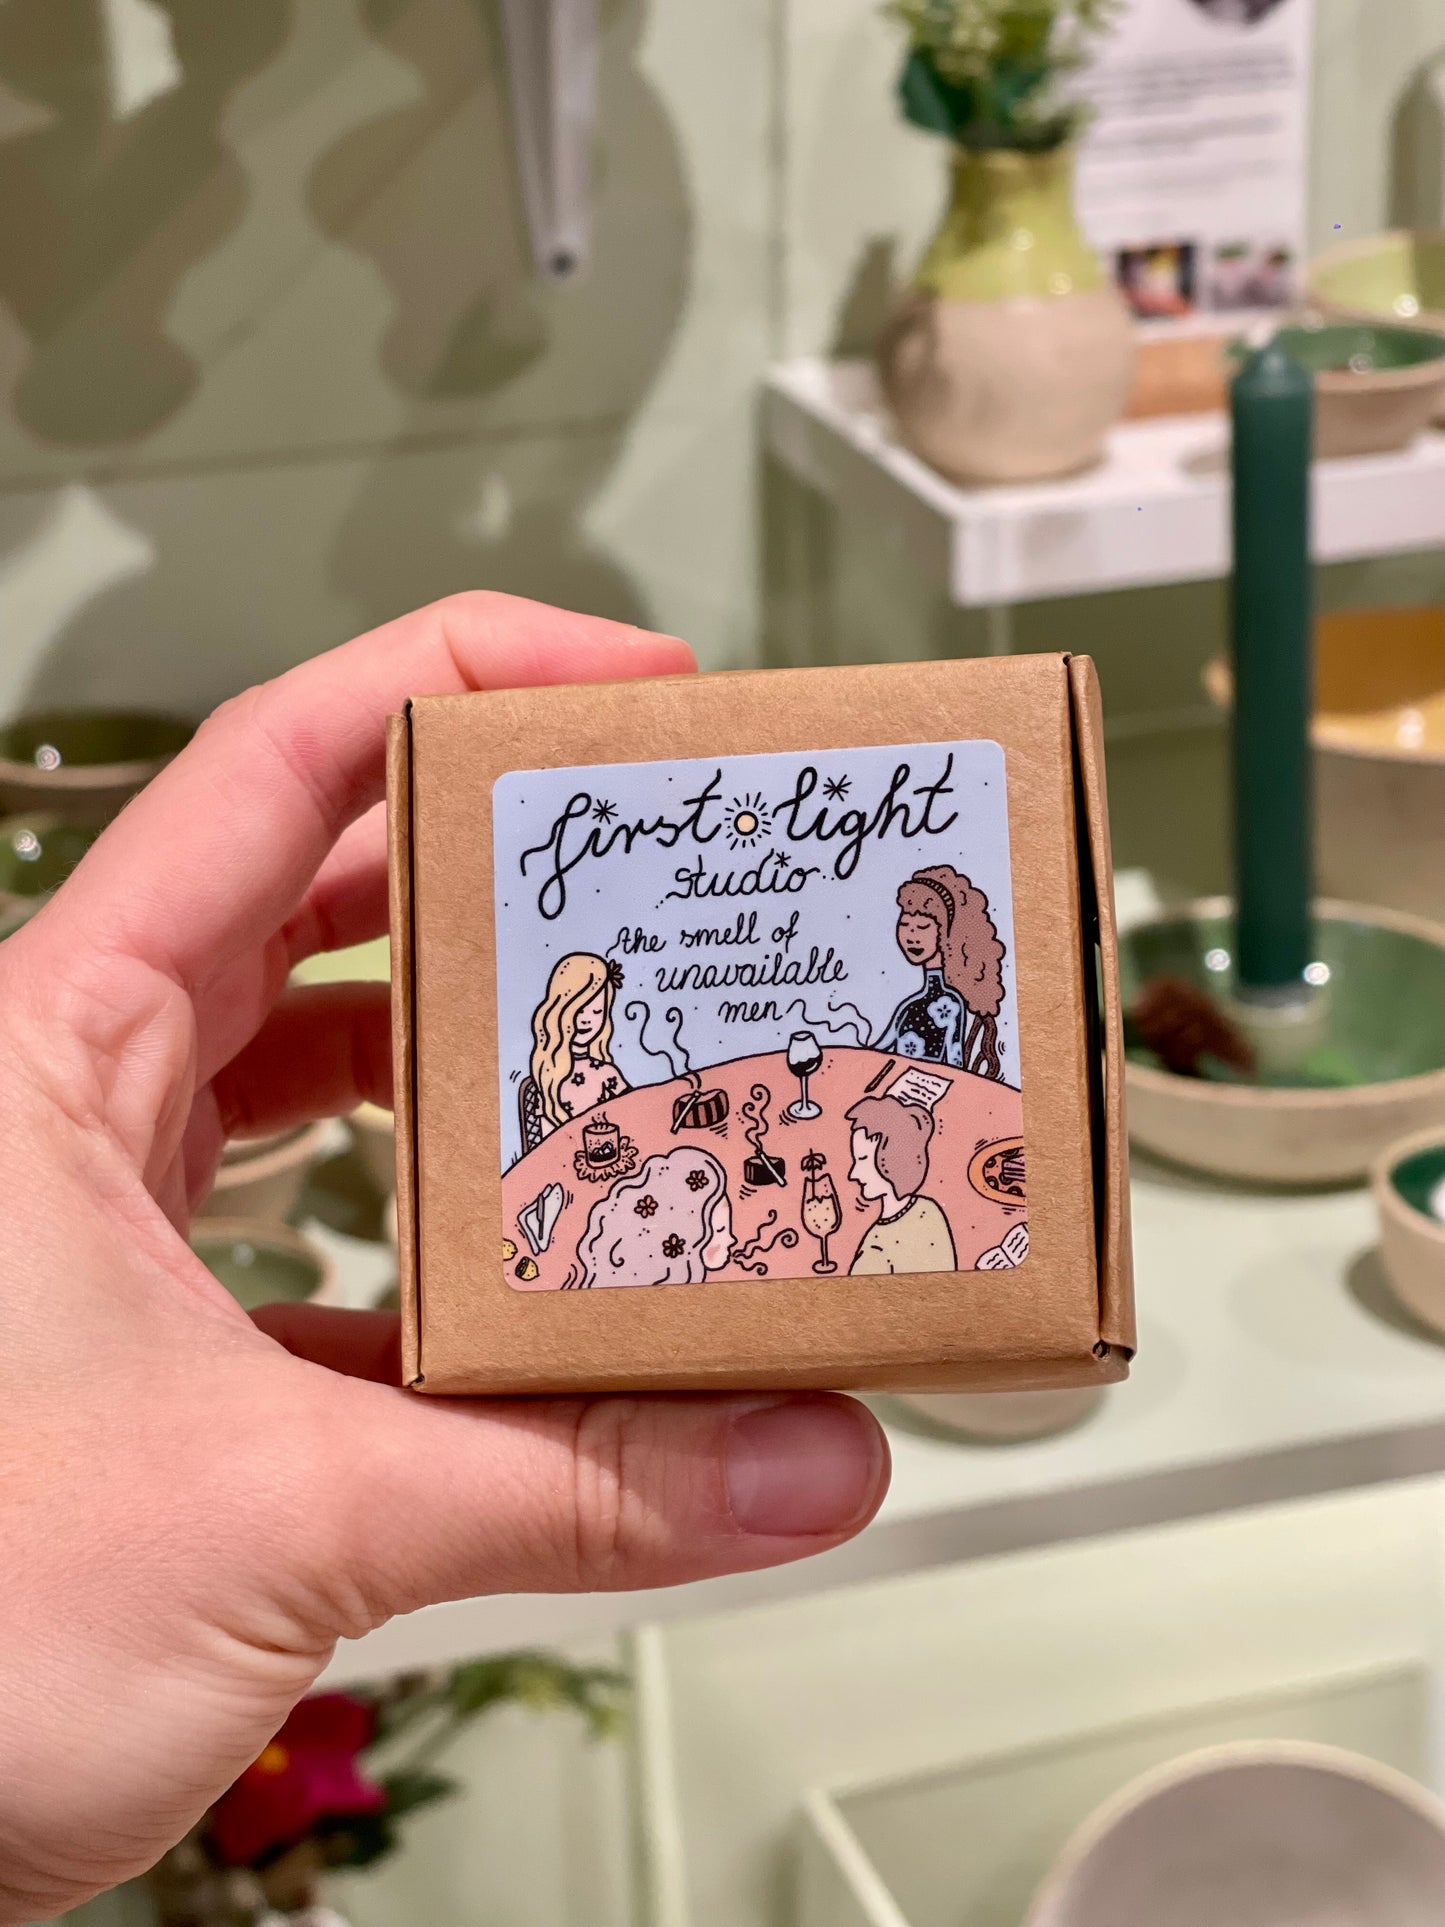 first light
studio
the smell of
unavailable
men